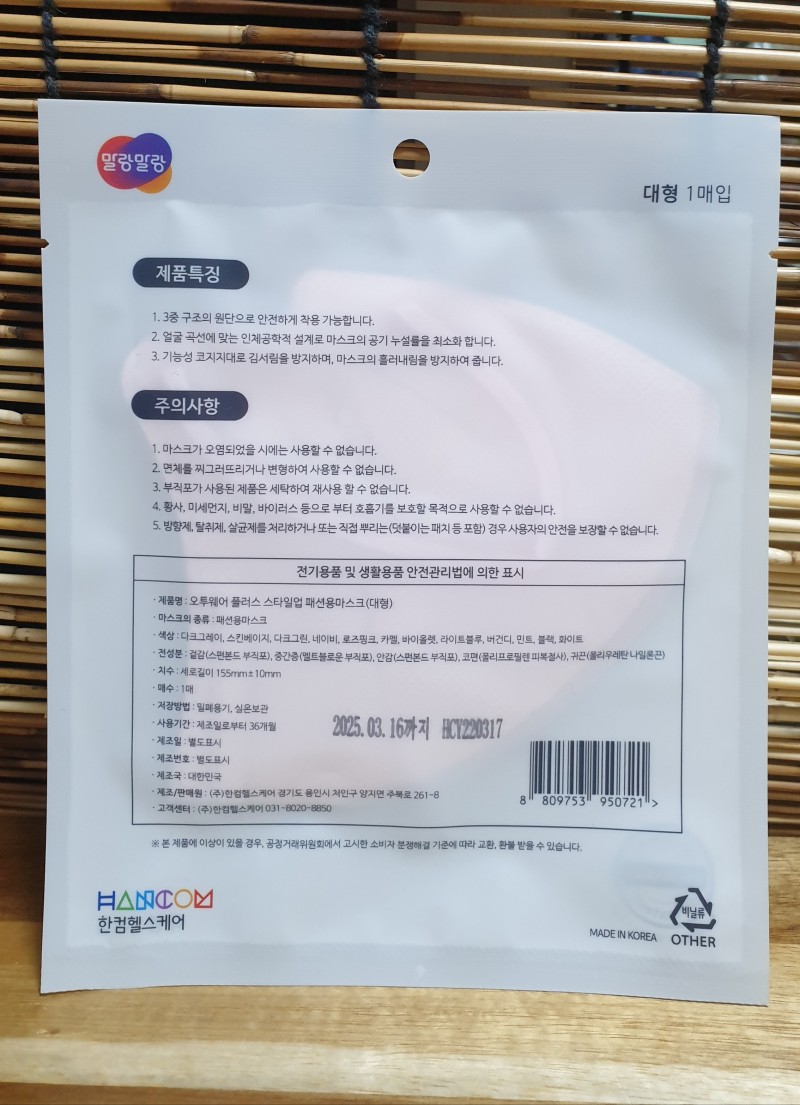 말랑말랑
대형 1매입
제품특징
1. 3중 구조의 원단으로 안전하게 착용 가능합니다.
2. 얼굴 곡선에 맞는 인체공학적 설계로 마스크의 공기 누설률을 최소화 합니다.
3. 기능성 코지지대로 김서림을 방지하며, 마스크의 흘러내림을 방지하여 줍니다.
주의사항
1. 마스크가 오염되었을 시에는 사용할 수 없습니다.
2. 면체를 찌그러뜨리거나 변형하여 사용할 수 없습니다.
3. 부직포가 사용된 제품은 세탁하여 재사용 할 수 없습니다.
4. 황사, 미세먼지, 비말, 바이러스 등으로 부터 호흡기를 보호할 목적으로 사용할 수 없습니다.
5. 방향제, 탈취제, 살균제를 처리하거나 또는 직접 뿌리는(덧붙이는 패치 등 포함) 경우 사용자의 안전을 보장할 수 없습니다.
전기용품 및 생활용품 안전관리법에 의한 표시
· 제품명 : 오투웨어 플러스 스타일업 패션용마스크(대형)
· 마스크의 종류 : 패션용마스크
· 색상 : 다크그레이, 스킨베이지, 다크그린, 네이비, 로즈핑크, 카멜, 바이올렛, 라이트블루, 버건디, 민트, 블랙, 화이트
· 전성분 : 겉감(스펀본드 부직포), 중간층(멜트블로운 부직포), 안감(스펀본드 부직포), 코편(폴리프로필렌 피복철사), 귀끈(폴리우레탄 나일론끈)
· 치수 : 세로길이 155mm±10mm
· 매수 : 1매
· 저장방법 : 밀폐용기, 실온보관
· 사용기간 : 제조일로부터 36개월
2025.03.16까지 HCY220317
· 제조일 : 별도표시
· 제조번호 : 별도표시
· 제조국 : 대한민국
· 제조/판매원 : (주)한컴헬스케어 경기도 용인시 처인구 양지면 주북로 261-8
· 고객센터 : (주)한컴헬스케어 031-8020-8850
8 809753 950721 >
※ 본 제품에 이상이 있을 경우, 공정거래위원회에서 고시한 소비자 분쟁해결 기준에 따라 교환, 환불 받을 수 있습니다.
HANCOM
한컴헬스케어
MADE IN KOREA
비닐류
OTHER